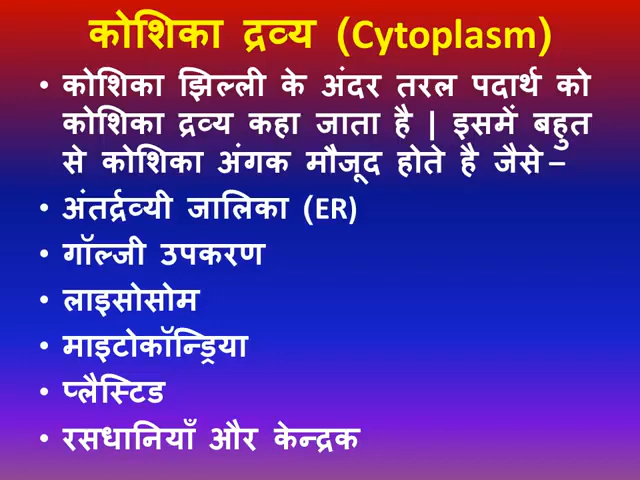 कोशिका द्रव्य (Cytoplasm)
• कोशिका झिल्ली के अंदर तरल पदार्थ को
कोशिका द्रव्य कहा जाता है | इसमें बहुत
से कोशिका अंगक मौजूद होते है जैसे –
• अंतर्द्रव्यी जालिका (ER)
• गॉल्जी उपकरण
• लाइसोसोम
• माइटोकॉन्ड्रिया
• प्लैस्टिड
• रसधानियाँ और केन्द्रक